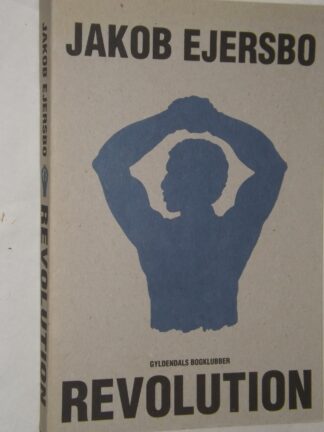 JAKOB EJERSBO
GYLDENDALS BOGKLUBBER
REVOLUTION
JAKOB EJERSBO
REVOLUTION